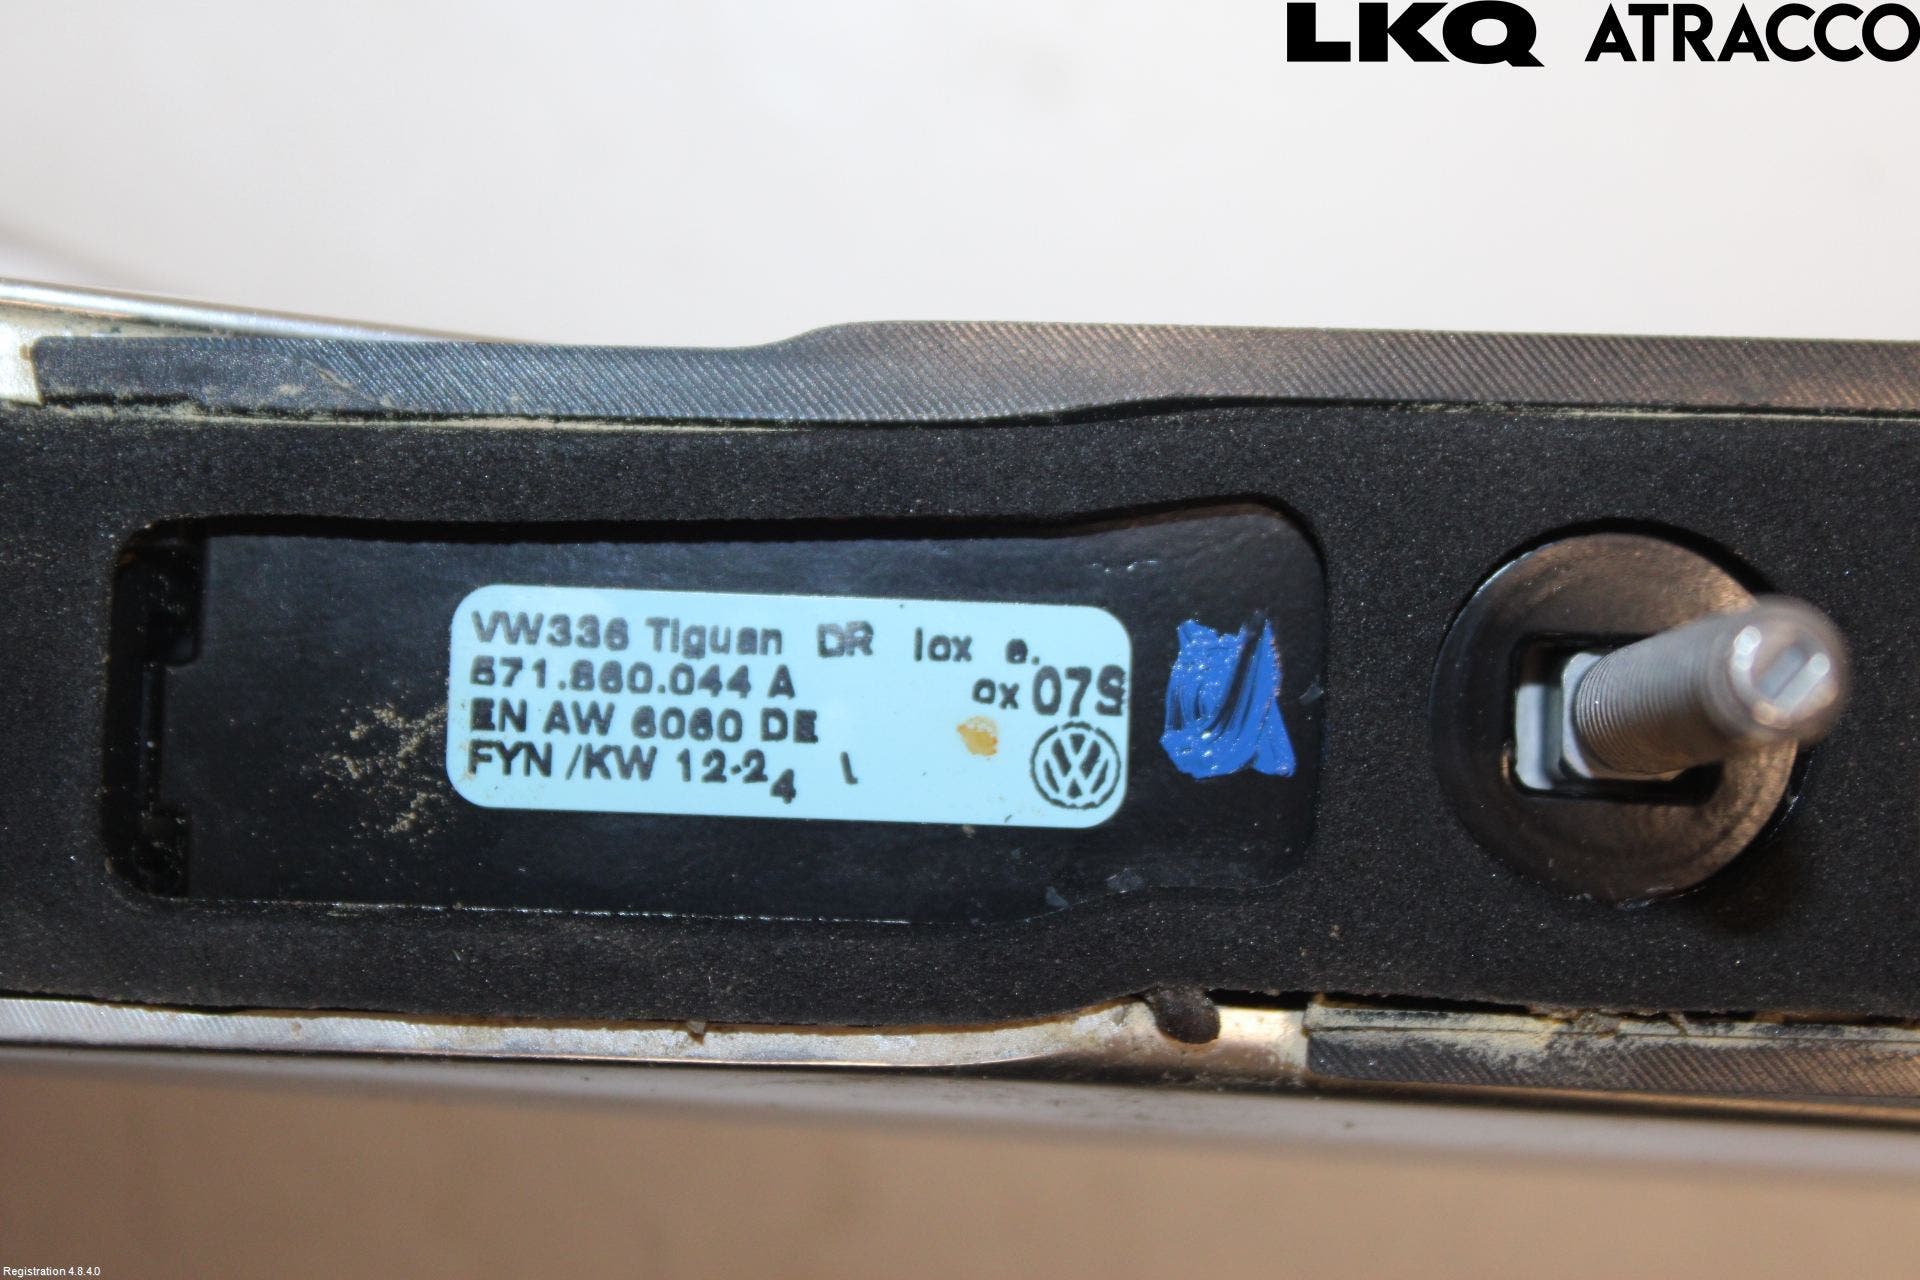 LKQ ATRACCO
VW336 Tiguan DR lox e.
571.860.044 A ox 079
EN AW 6060 DE
FYN /KW 12-24 l
Registration 4.8.4.0